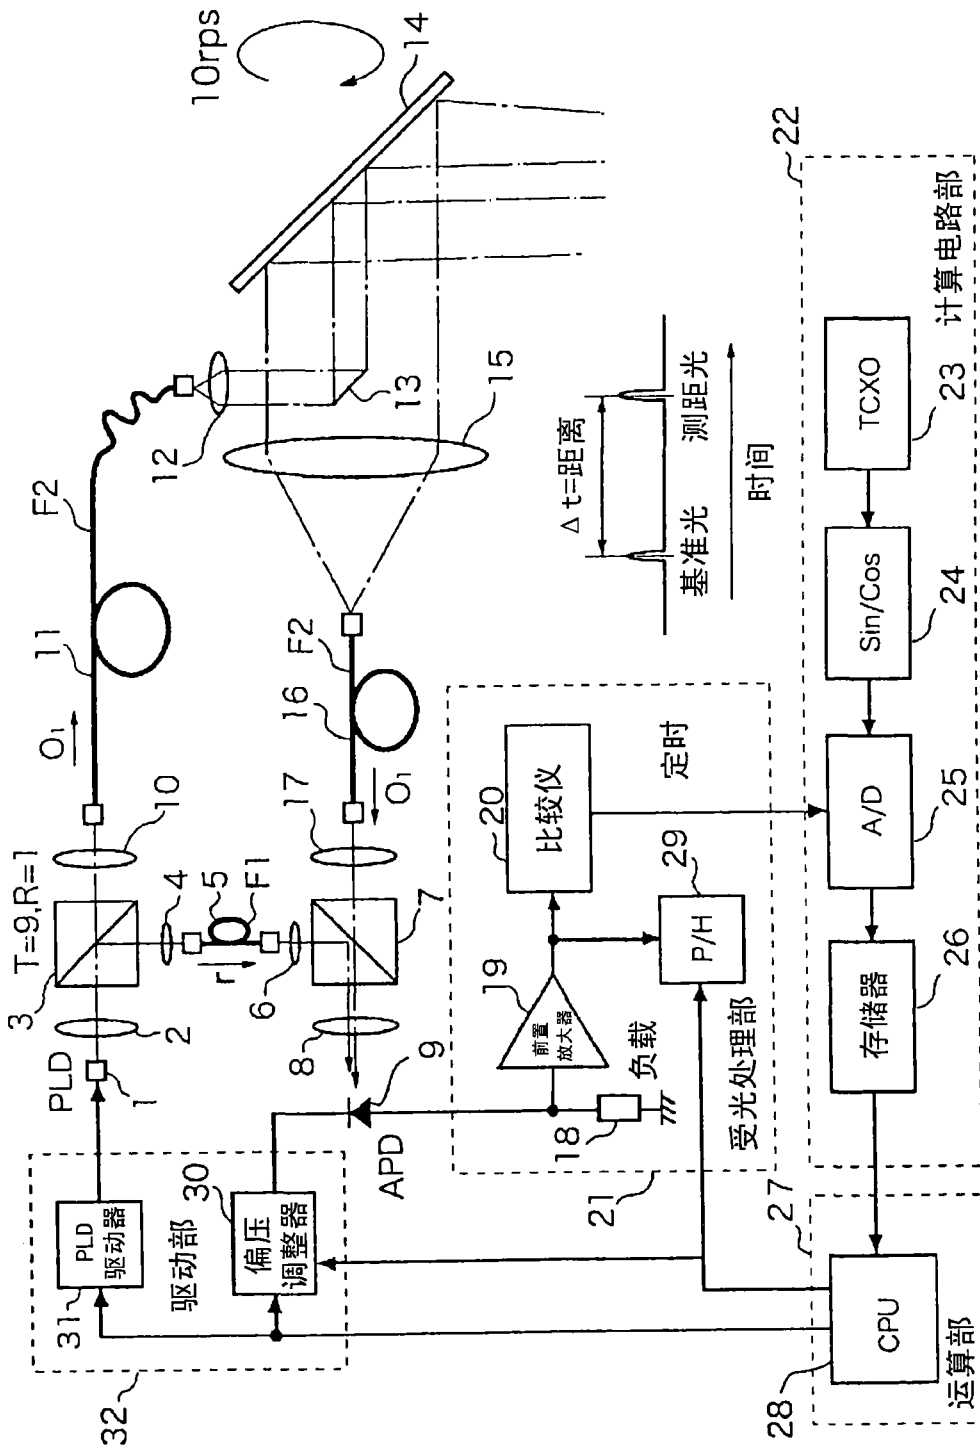 10rps
14
F2
12
13
15
11
O₁
10
T=9,R=1
3
2
PLD
1
4
5
F1
r
6
7
8
9
APD
17
16
F2
O₁
Δt=距离
基准光
测距光
时间
31
PLD
驱动器
驱动部
30
偏压
调整器
32
20
比较仪
定时
19
前置
放大器
29
P/H
18
负载
受光处理部
21
22
计算电路部
TCXO
23
Sin/Cos
24
A/D
25
存储器
26
27
CPU
28
运算部